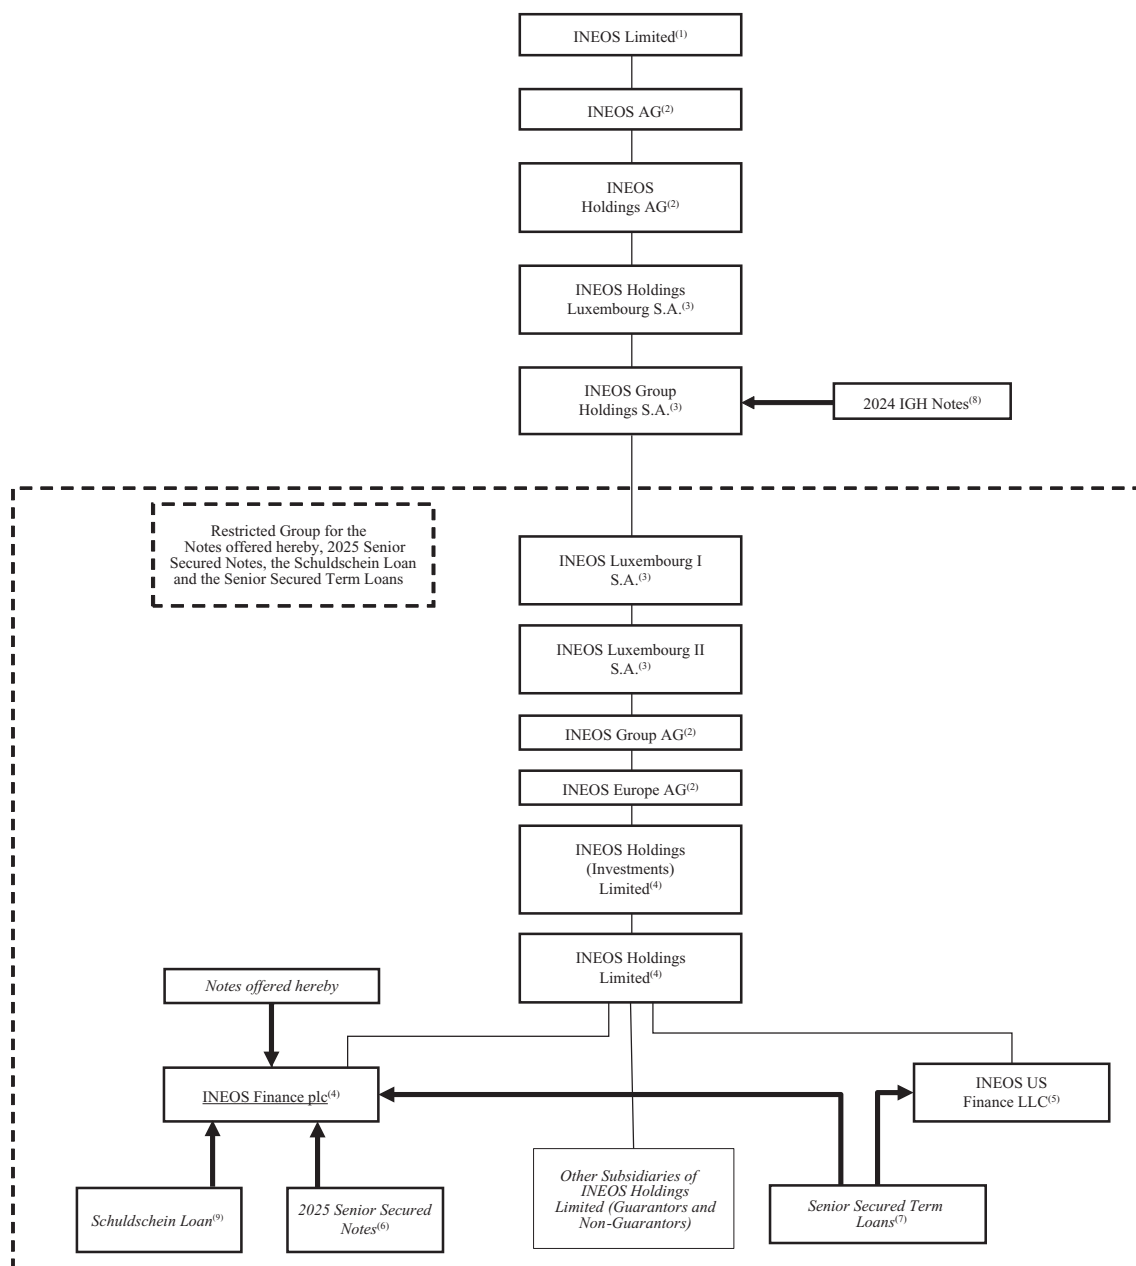 INEOS Limited(1)
INEOS AG(2)
INEOS
Holdings AG(2)
INEOS Holdings
Luxembourg S.A.(3)
INEOS Group
Holdings S.A.(3)
2024 IGH Notes(8)
Restricted Group for the
Notes offered hereby, 2025 Senior
Secured Notes, the Schuldschein Loan
and the Senior Secured Term Loans
INEOS Luxembourg I
S.A.(3)
INEOS Luxembourg II
S.A.(3)
INEOS Group AG(2)
INEOS Europe AG(2)
INEOS Holdings
(Investments)
Limited(4)
INEOS Holdings
Limited(4)
Notes offered hereby
INEOS Finance plc(4)
INEOS US
Finance LLC(5)
Schuldschein Loan(9)
2025 Senior Secured
Notes(6)
Other Subsidiaries of
INEOS Holdings
Limited (Guarantors and
Non-Guarantors)
Senior Secured Term
Loans(7)